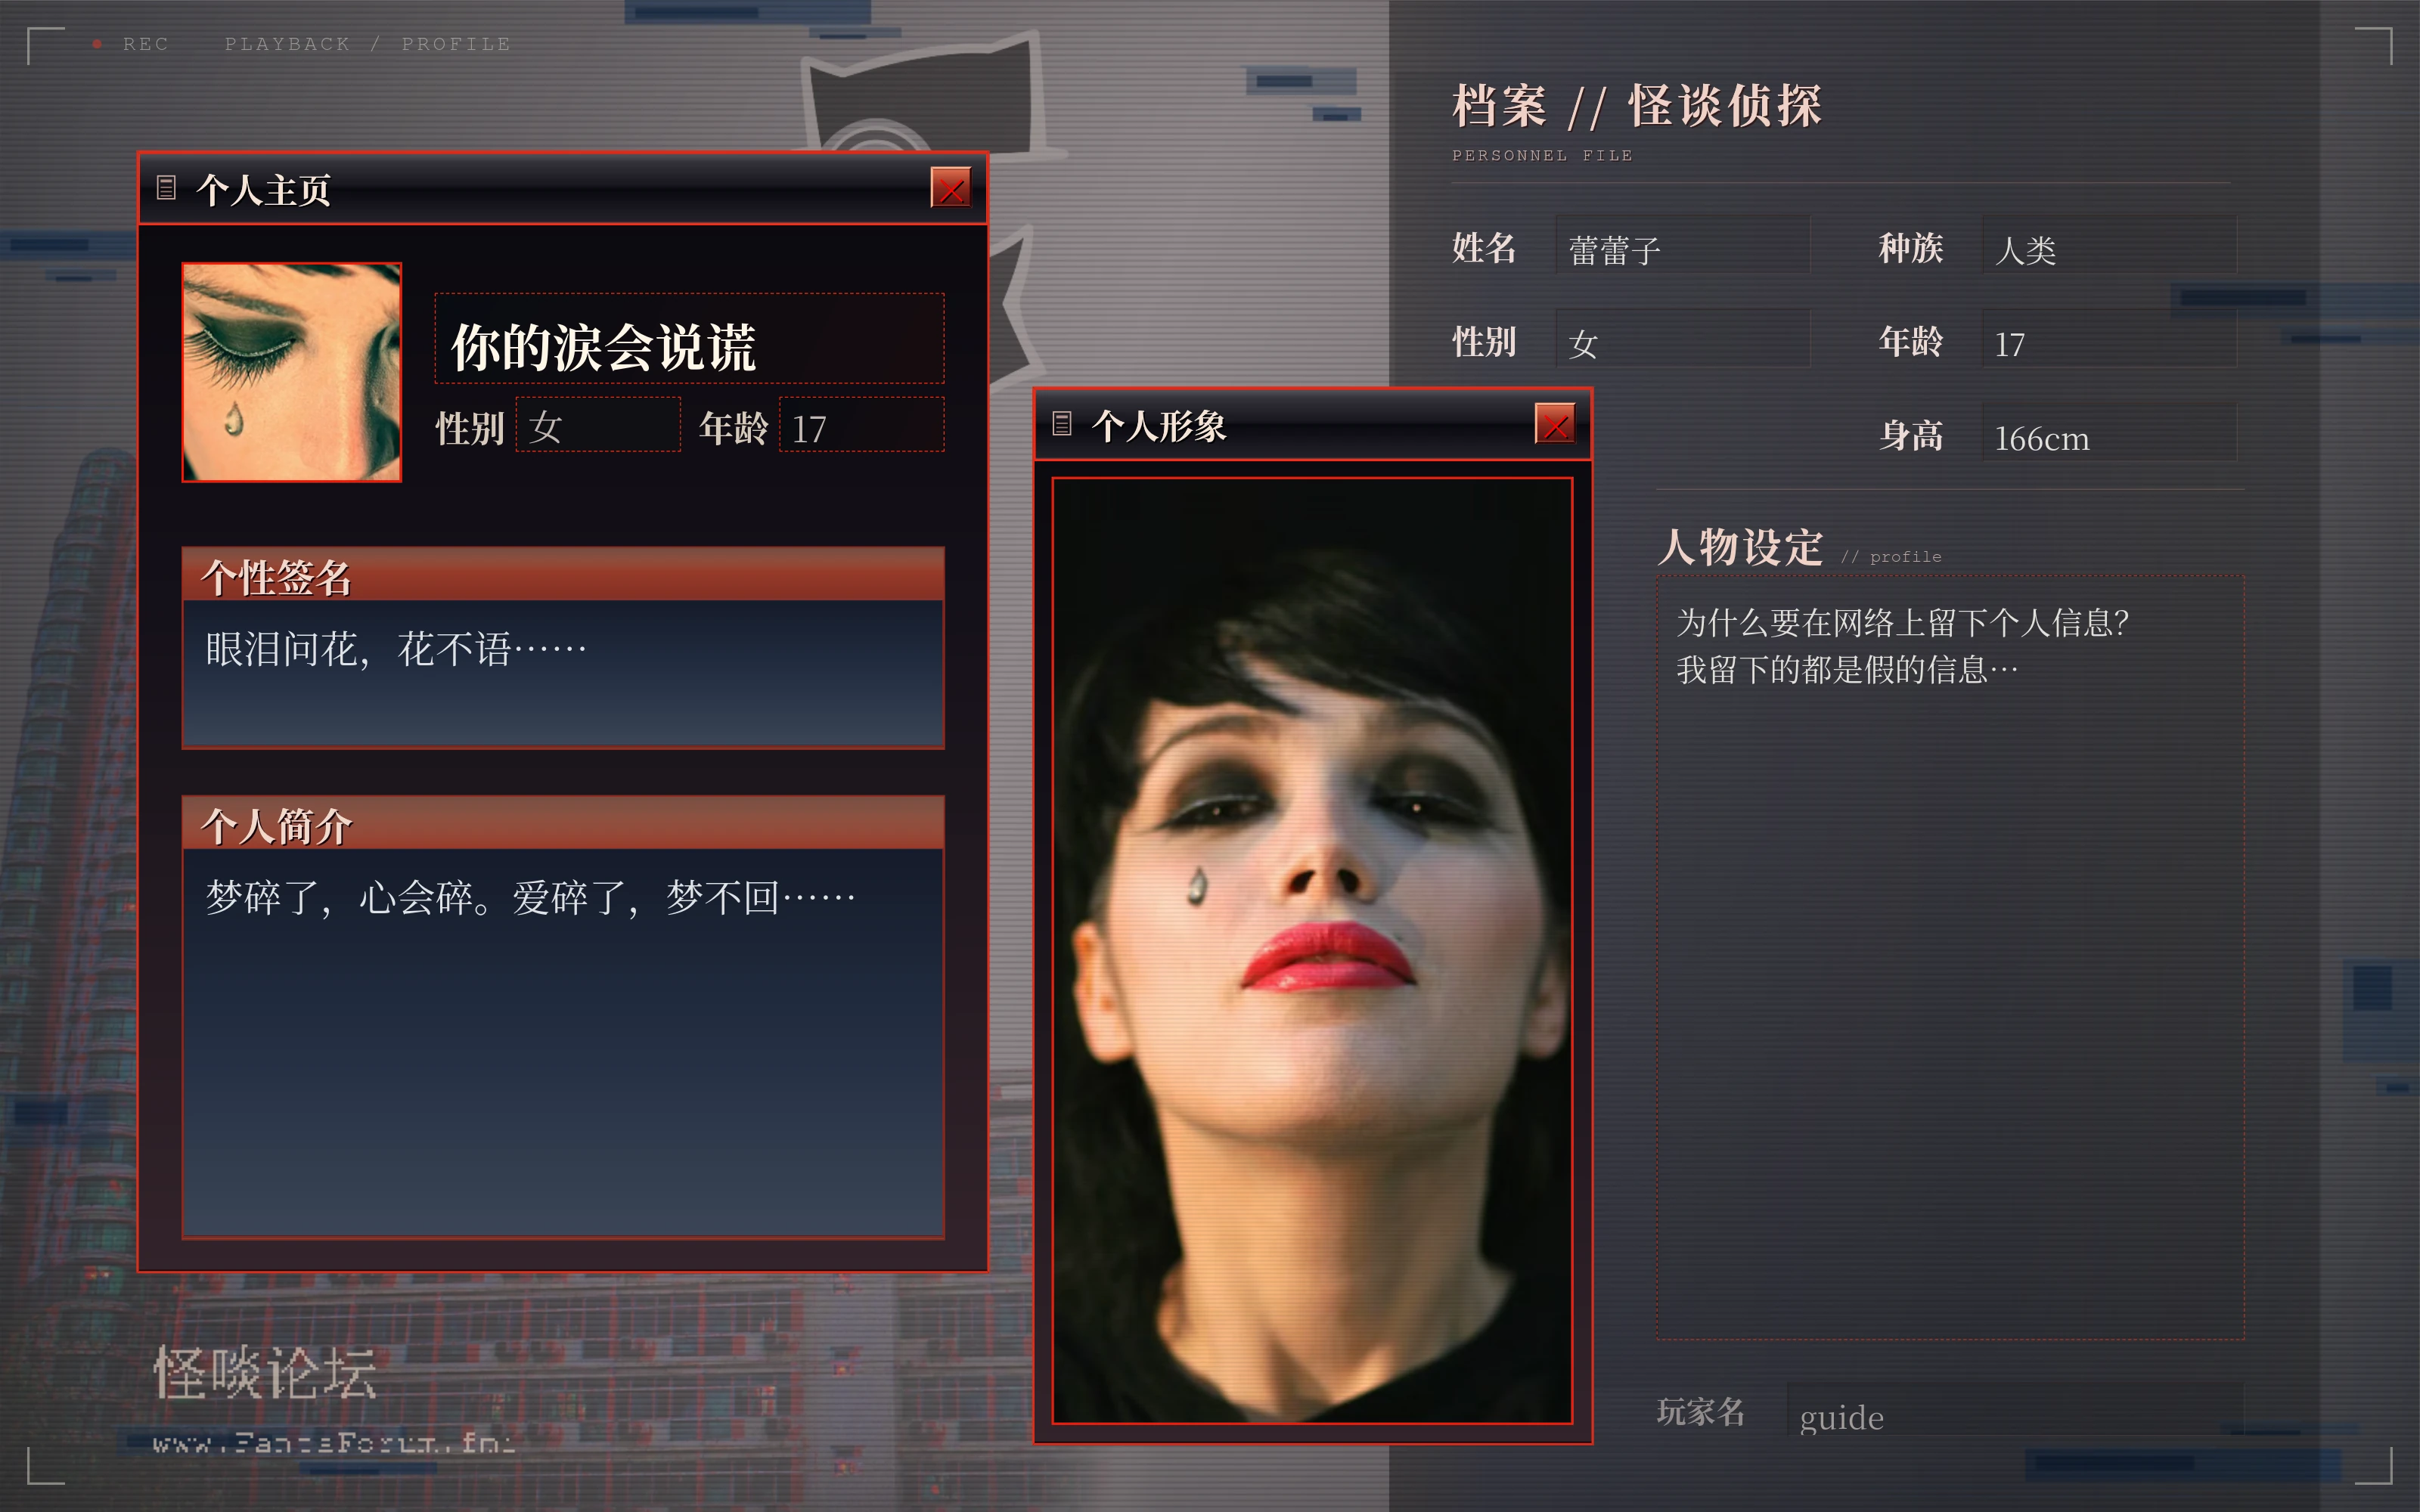 REC PLAYBACK / PROFILE
个人主页
你的涙会说谎
性别 女 年龄 17
个性签名
眼泪问花，花不语……
个人简介
梦碎了，心会碎。爱碎了，梦不回……
怪啖论坛
个人形象
档案 // 怪谈侦探
PERSONNEL FILE
姓名 蕾蕾子 种族 人类
性别 女 年龄 17
身高 166cm
人物设定 // profile
为什么要在网络上留下个人信息?
我留下的都是假的信息…
玩家名 guide